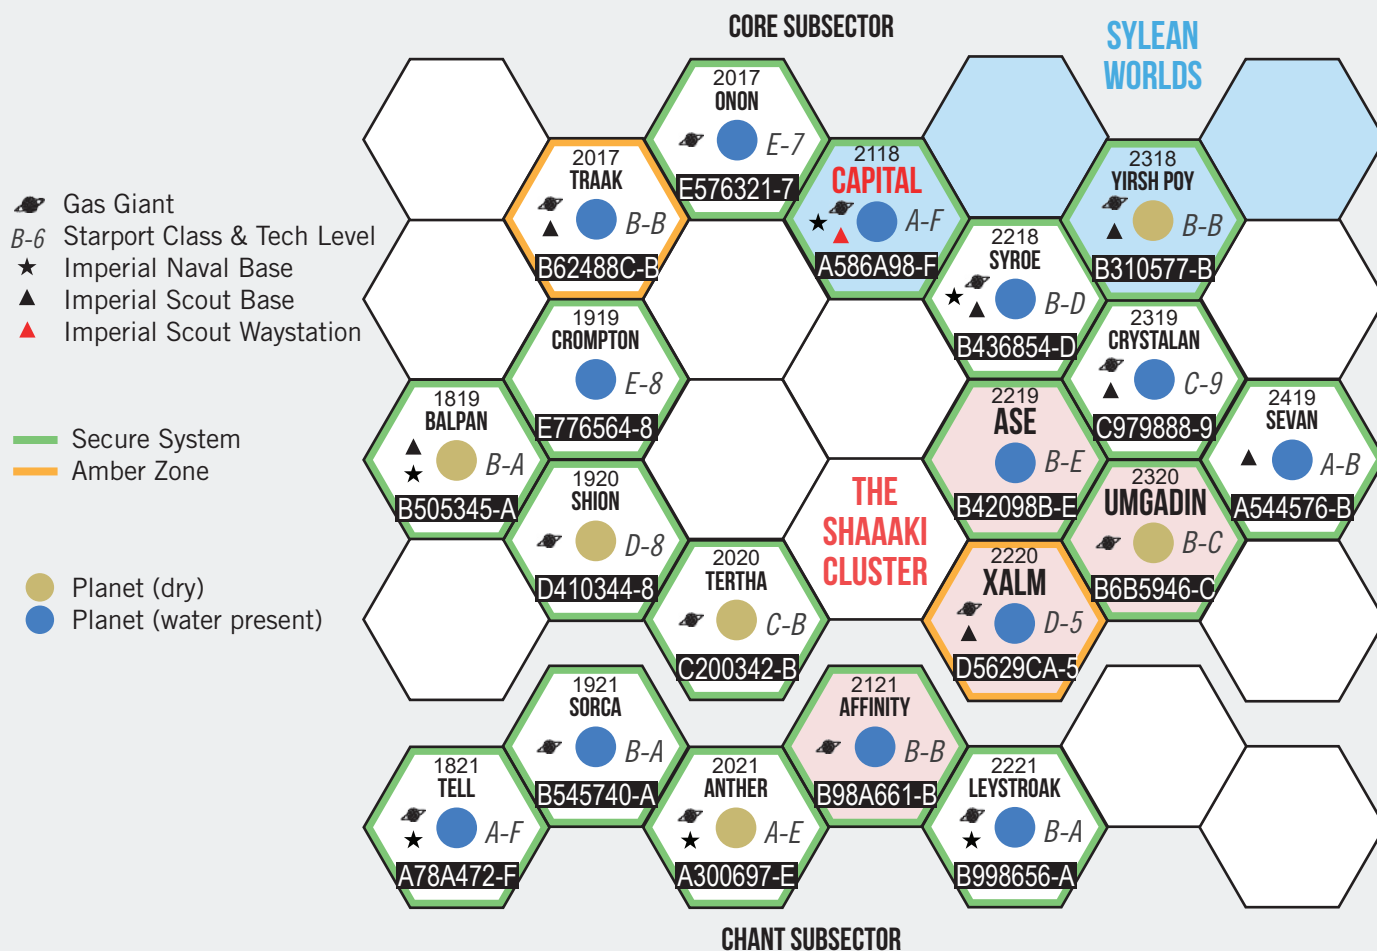 CORE SUBSECTOR
SYLEAN
WORLDS
Gas Giant
B-6 Starport Class & Tech Level
Imperial Naval Base
Imperial Scout Base
Imperial Scout Waystation
Secure System
Amber Zone
Planet (dry)
Planet (water present)
2017
ONON
E-7
E576321-7
2017
TRAAK
B-B
B62488C-B
2118
CAPITAL
A-F
A586A98-F
2318
YIRSH POY
B-B
B310577-B
2218
SYROE
B-D
B436854-D
1919
CROMPTON
E-8
E776564-8
2319
CRYSTALAN
C-9
C979888-9
1819
BALPAN
B-A
B505345-A
2219
ASE
B-E
B42098B-E
2419
SEVAN
A-B
A544576-B
1920
SHION
D-8
D410344-8
THE
SHAAAKI
CLUSTER
2320
UMGADIN
B-C
B6B5946-C
2020
TERTHA
C-B
C200342-B
2220
XALM
D-5
D5629CA-5
1921
SORCA
B-A
B545740-A
2121
AFFINITY
B-B
B98A661-B
1821
TELL
A-F
A78A472-F
2021
ANTHER
A-E
A300697-E
2221
LEYSTROAK
B-A
B998656-A
CHANT SUBSECTOR